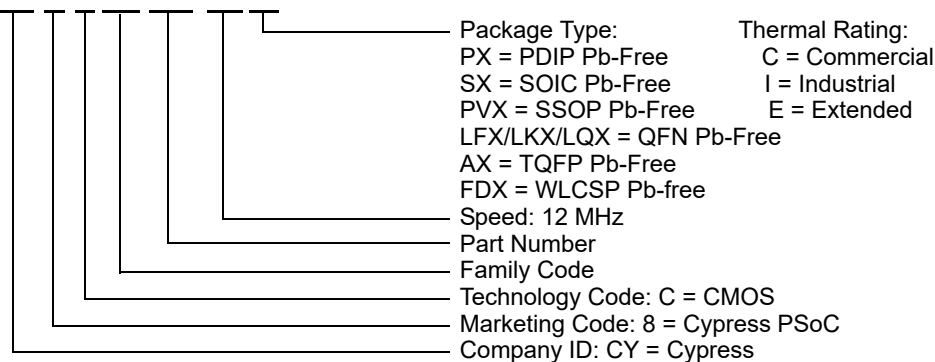 Package Type: Thermal Rating:
PX = PDIP Pb-Free C = Commercial
SX = SOIC Pb-Free I = Industrial
PVX = SSOP Pb-Free E = Extended
LFX/LKX/LQX = QFN Pb-Free
AX = TQFP Pb-Free
FDX = WLCSP Pb-free
Speed: 12 MHz
Part Number
Family Code
Technology Code: C = CMOS
Marketing Code: 8 = Cypress PSoC
Company ID: CY = Cypress